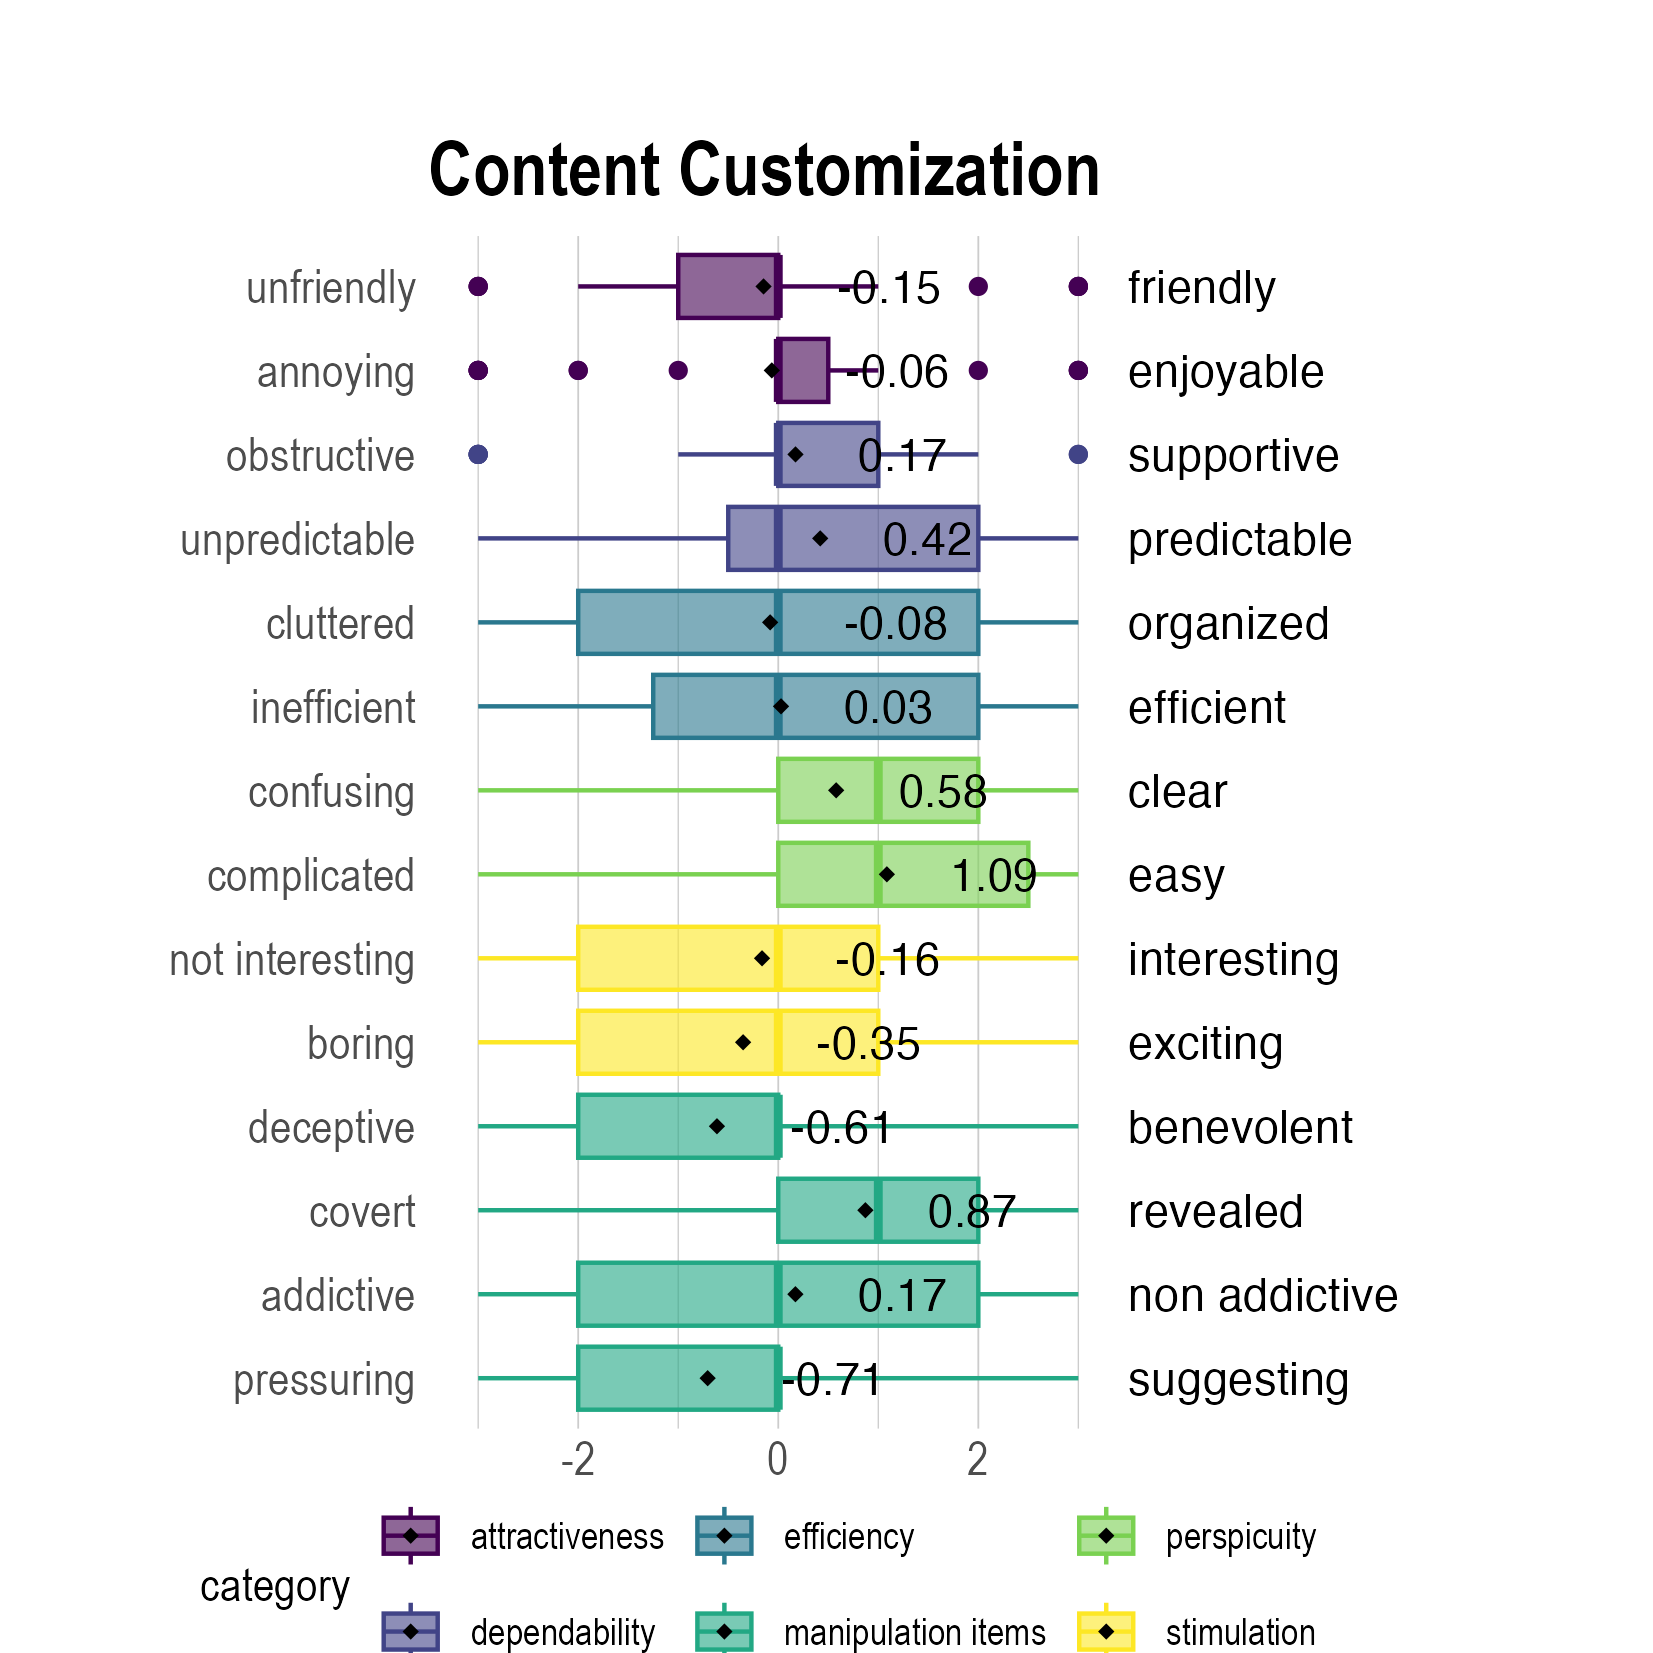 Content Customization
unfriendly -0.15 friendly
annoying -0.06 enjoyable
obstructive 0.17 supportive
unpredictable 0.42 predictable
cluttered -0.08 organized
inefficient 0.03 efficient
confusing 0.58 clear
complicated 1.09 easy
not interesting -0.16 interesting
boring -0.35 exciting
deceptive -0.61 benevolent
covert 0.87 revealed
addictive 0.17 non addictive
pressuring -0.71 suggesting
-2 0 2
category
attractiveness efficiency perspicuity
dependability manipulation items stimulation